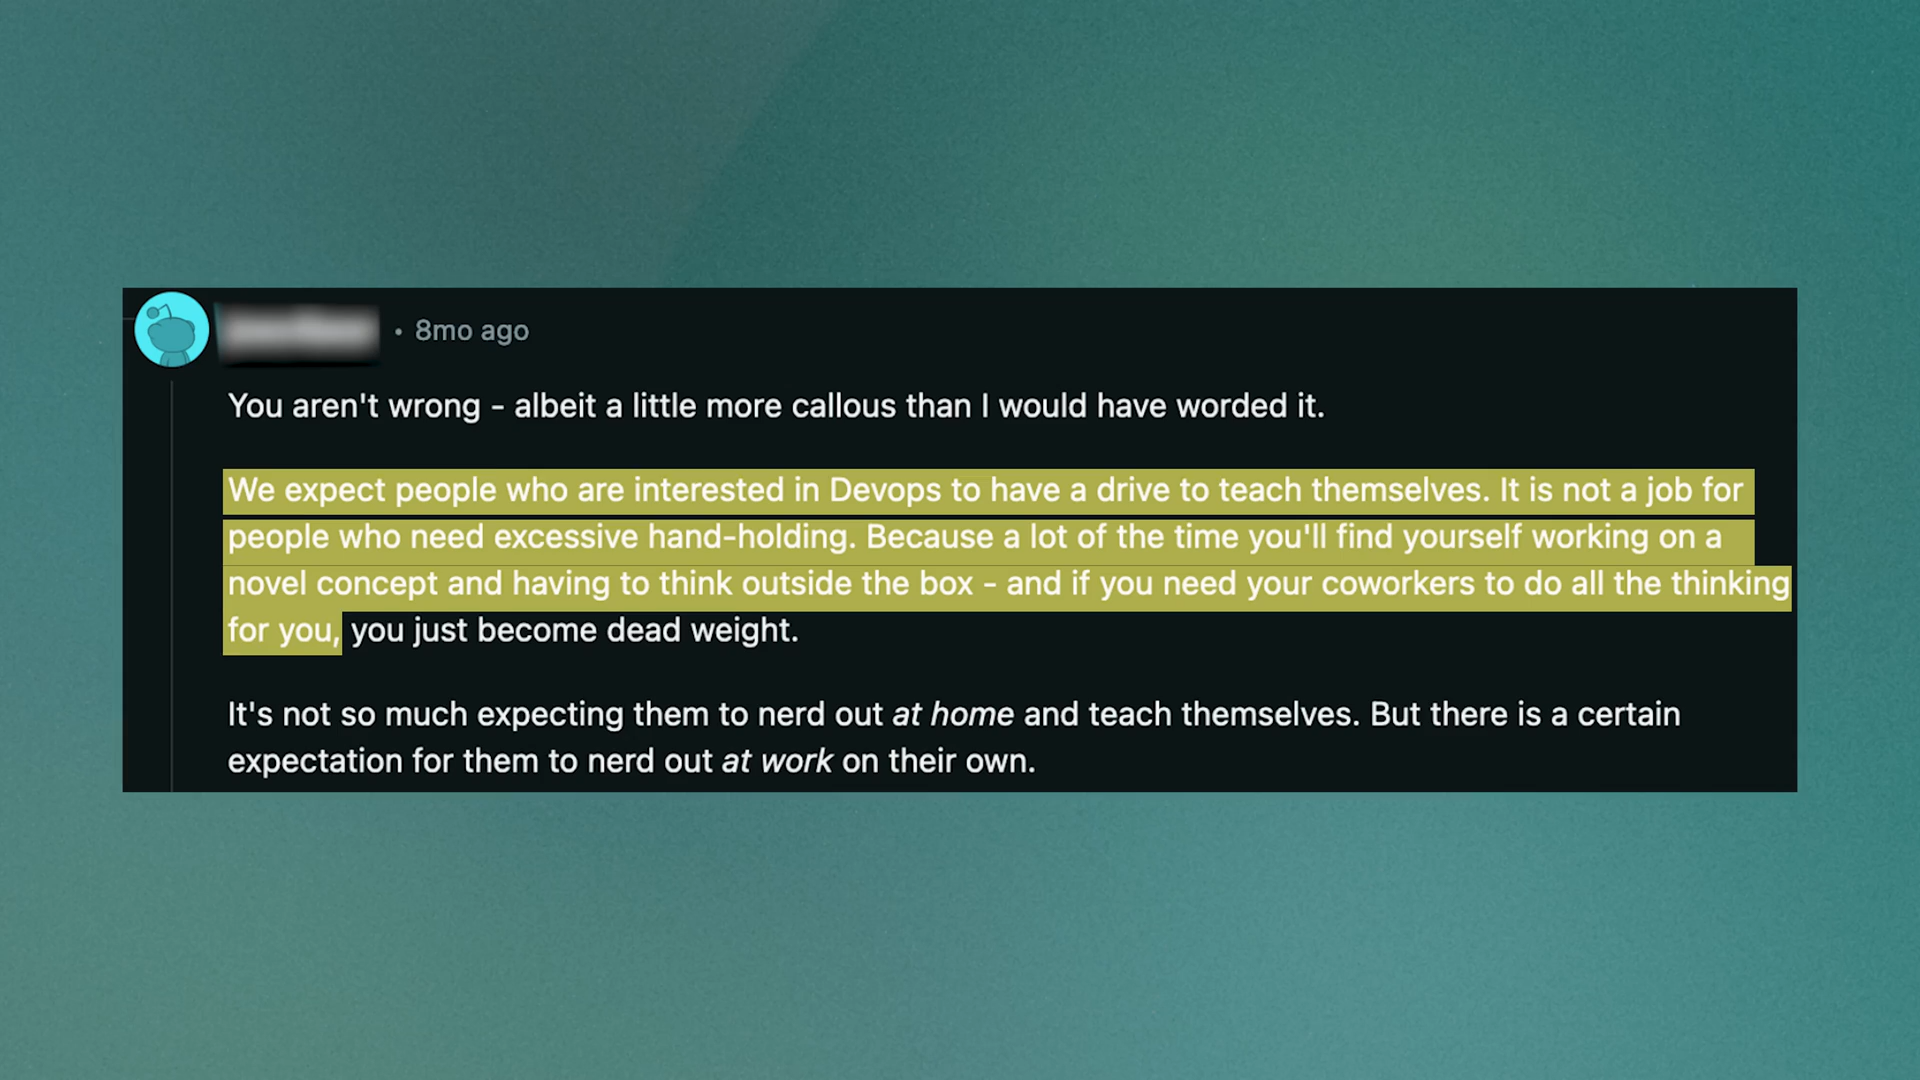 • 8mo ago
You aren't wrong - albeit a little more callous than I would have worded it.
We expect people who are interested in Devops to have a drive to teach themselves. It is not a job for
people who need excessive hand-holding. Because a lot of the time you'll find yourself working on a
novel concept and having to think outside the box - and if you need your coworkers to do all the thinking
for you, you just become dead weight.
It's not so much expecting them to nerd out at home and teach themselves. But there is a certain
expectation for them to nerd out at work on their own.